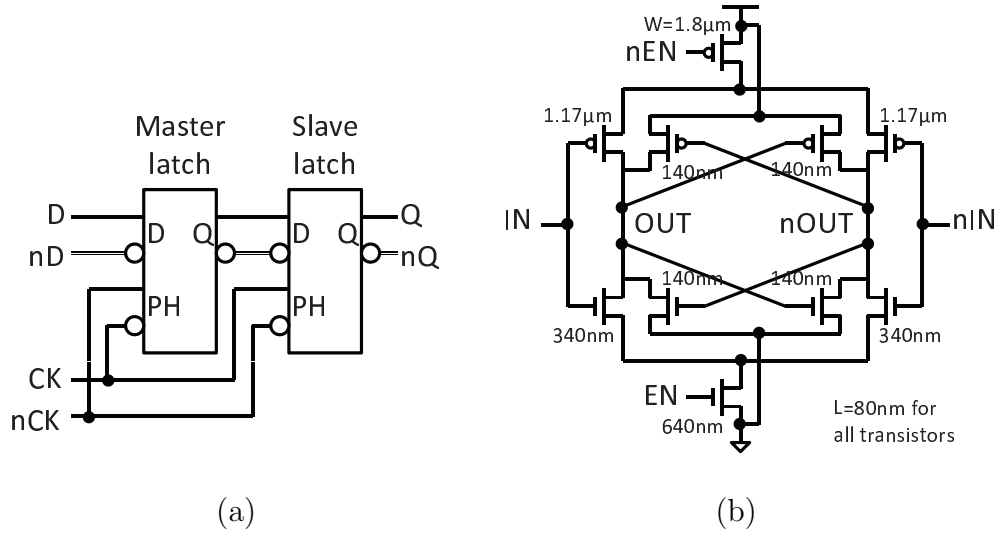 Master
latch
Slave
latch
D
nD
D
Q
PH
D
Q
PH
Q
nQ
CK
nCK
(a)
W=1.8µm
nEN
1.17µm
1.17µm
140nm
140nm
IN
OUT
nOUT
nIN
140nm
140nm
340nm
340nm
EN
640nm
L=80nm for
all transistors
(b)